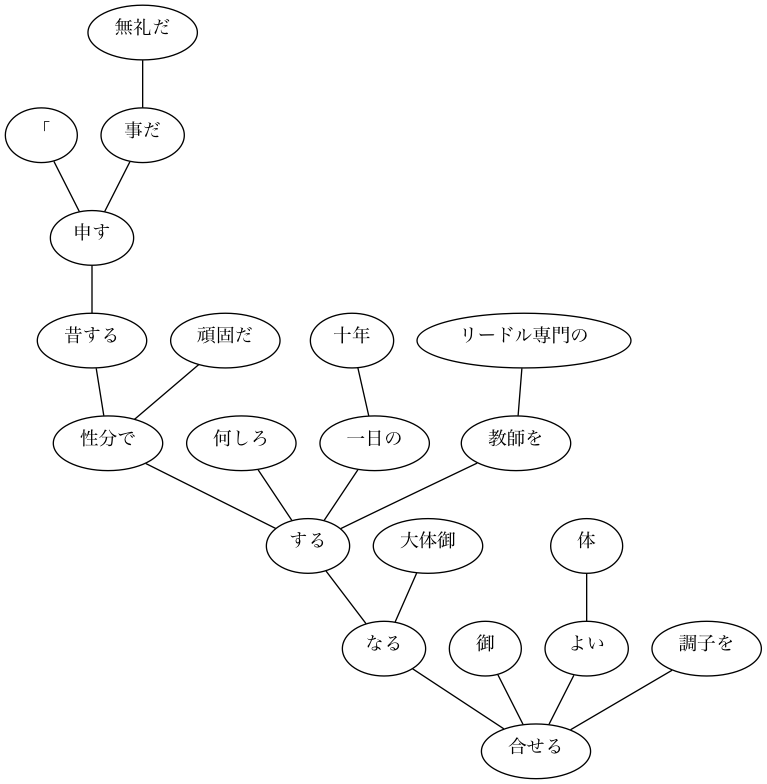 無礼だ
「
事だ
申す
昔する
頑固だ
十年
リードル専門の
性分で
何しろ
一日の
教師を
する
大体御
体
なる
御
よい
調子を
合せる